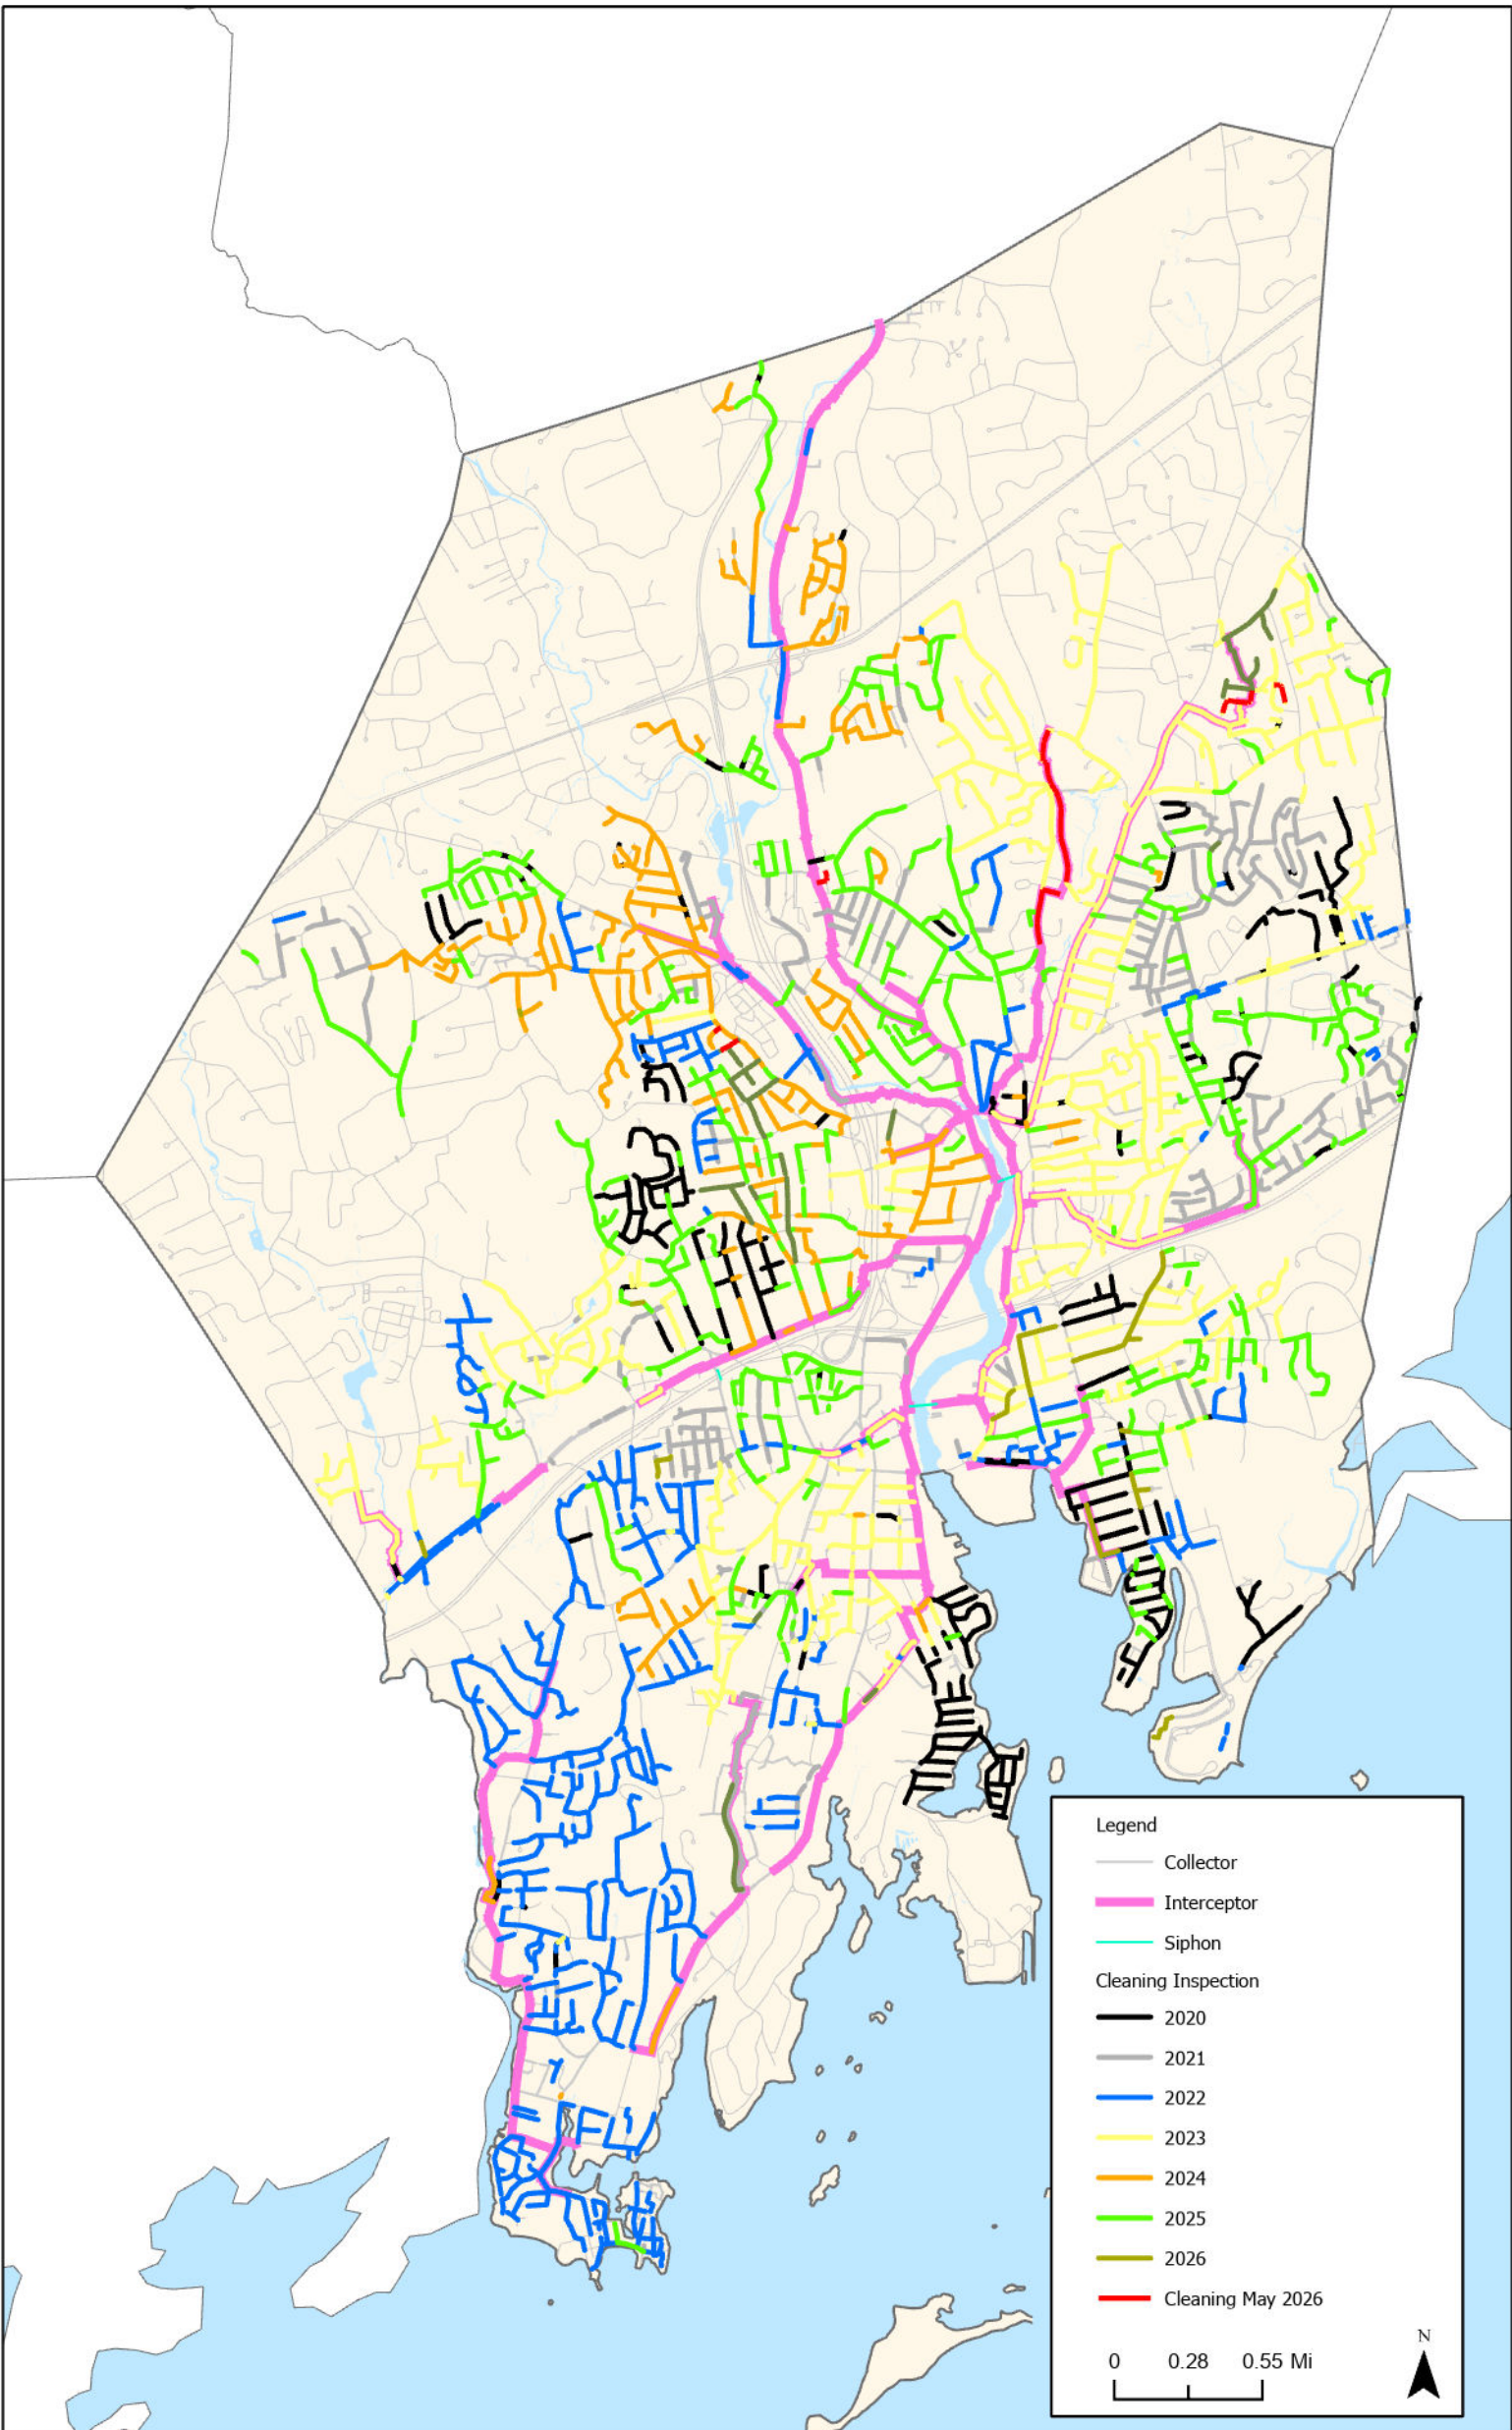 Legend
Collector
Interceptor
Siphon
Cleaning Inspection
2020
2021
2022
2023
2024
2025
2026
Cleaning May 2026
N
0 0.28 0.55 Mi